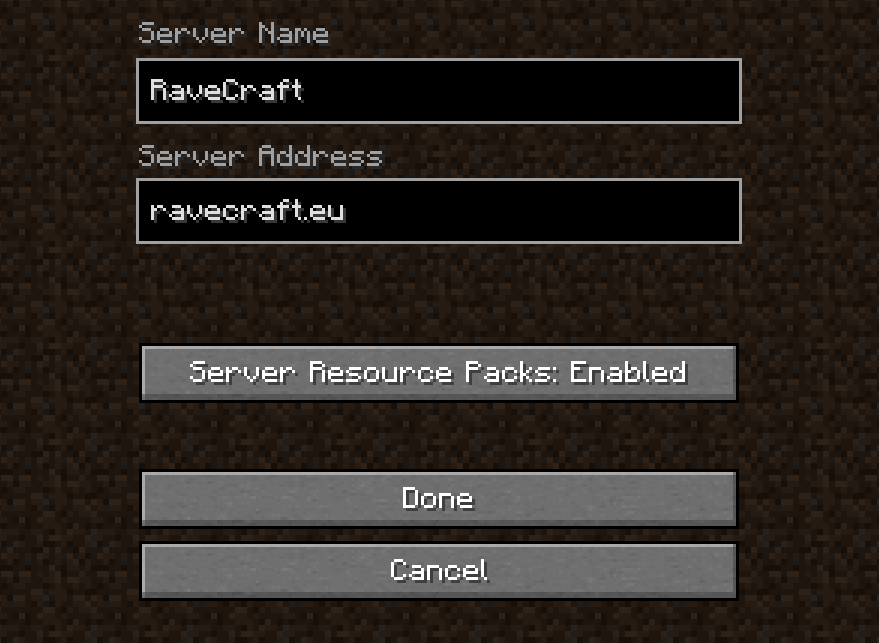 Server Name
RaveCraft
Server Address
ravecraft.eu
Server Resource Packs: Enabled
Done
Cancel